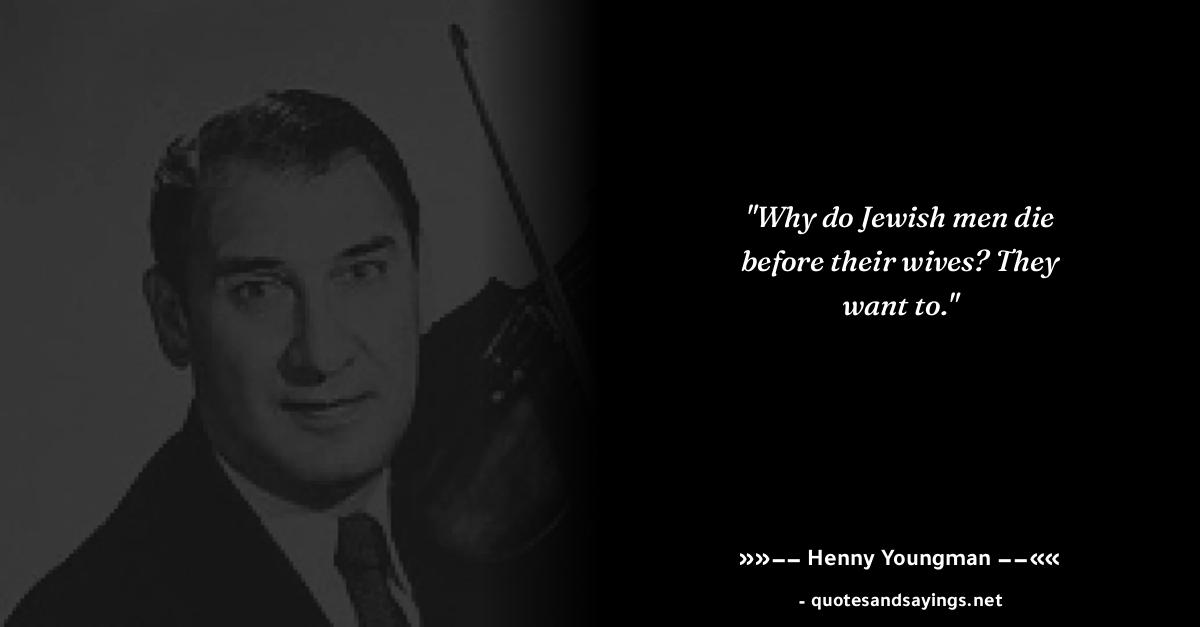 "Why do Jewish men die
before their wives? They
want to."
»»—— Henny Youngman ——««
- quotesandsayings.net